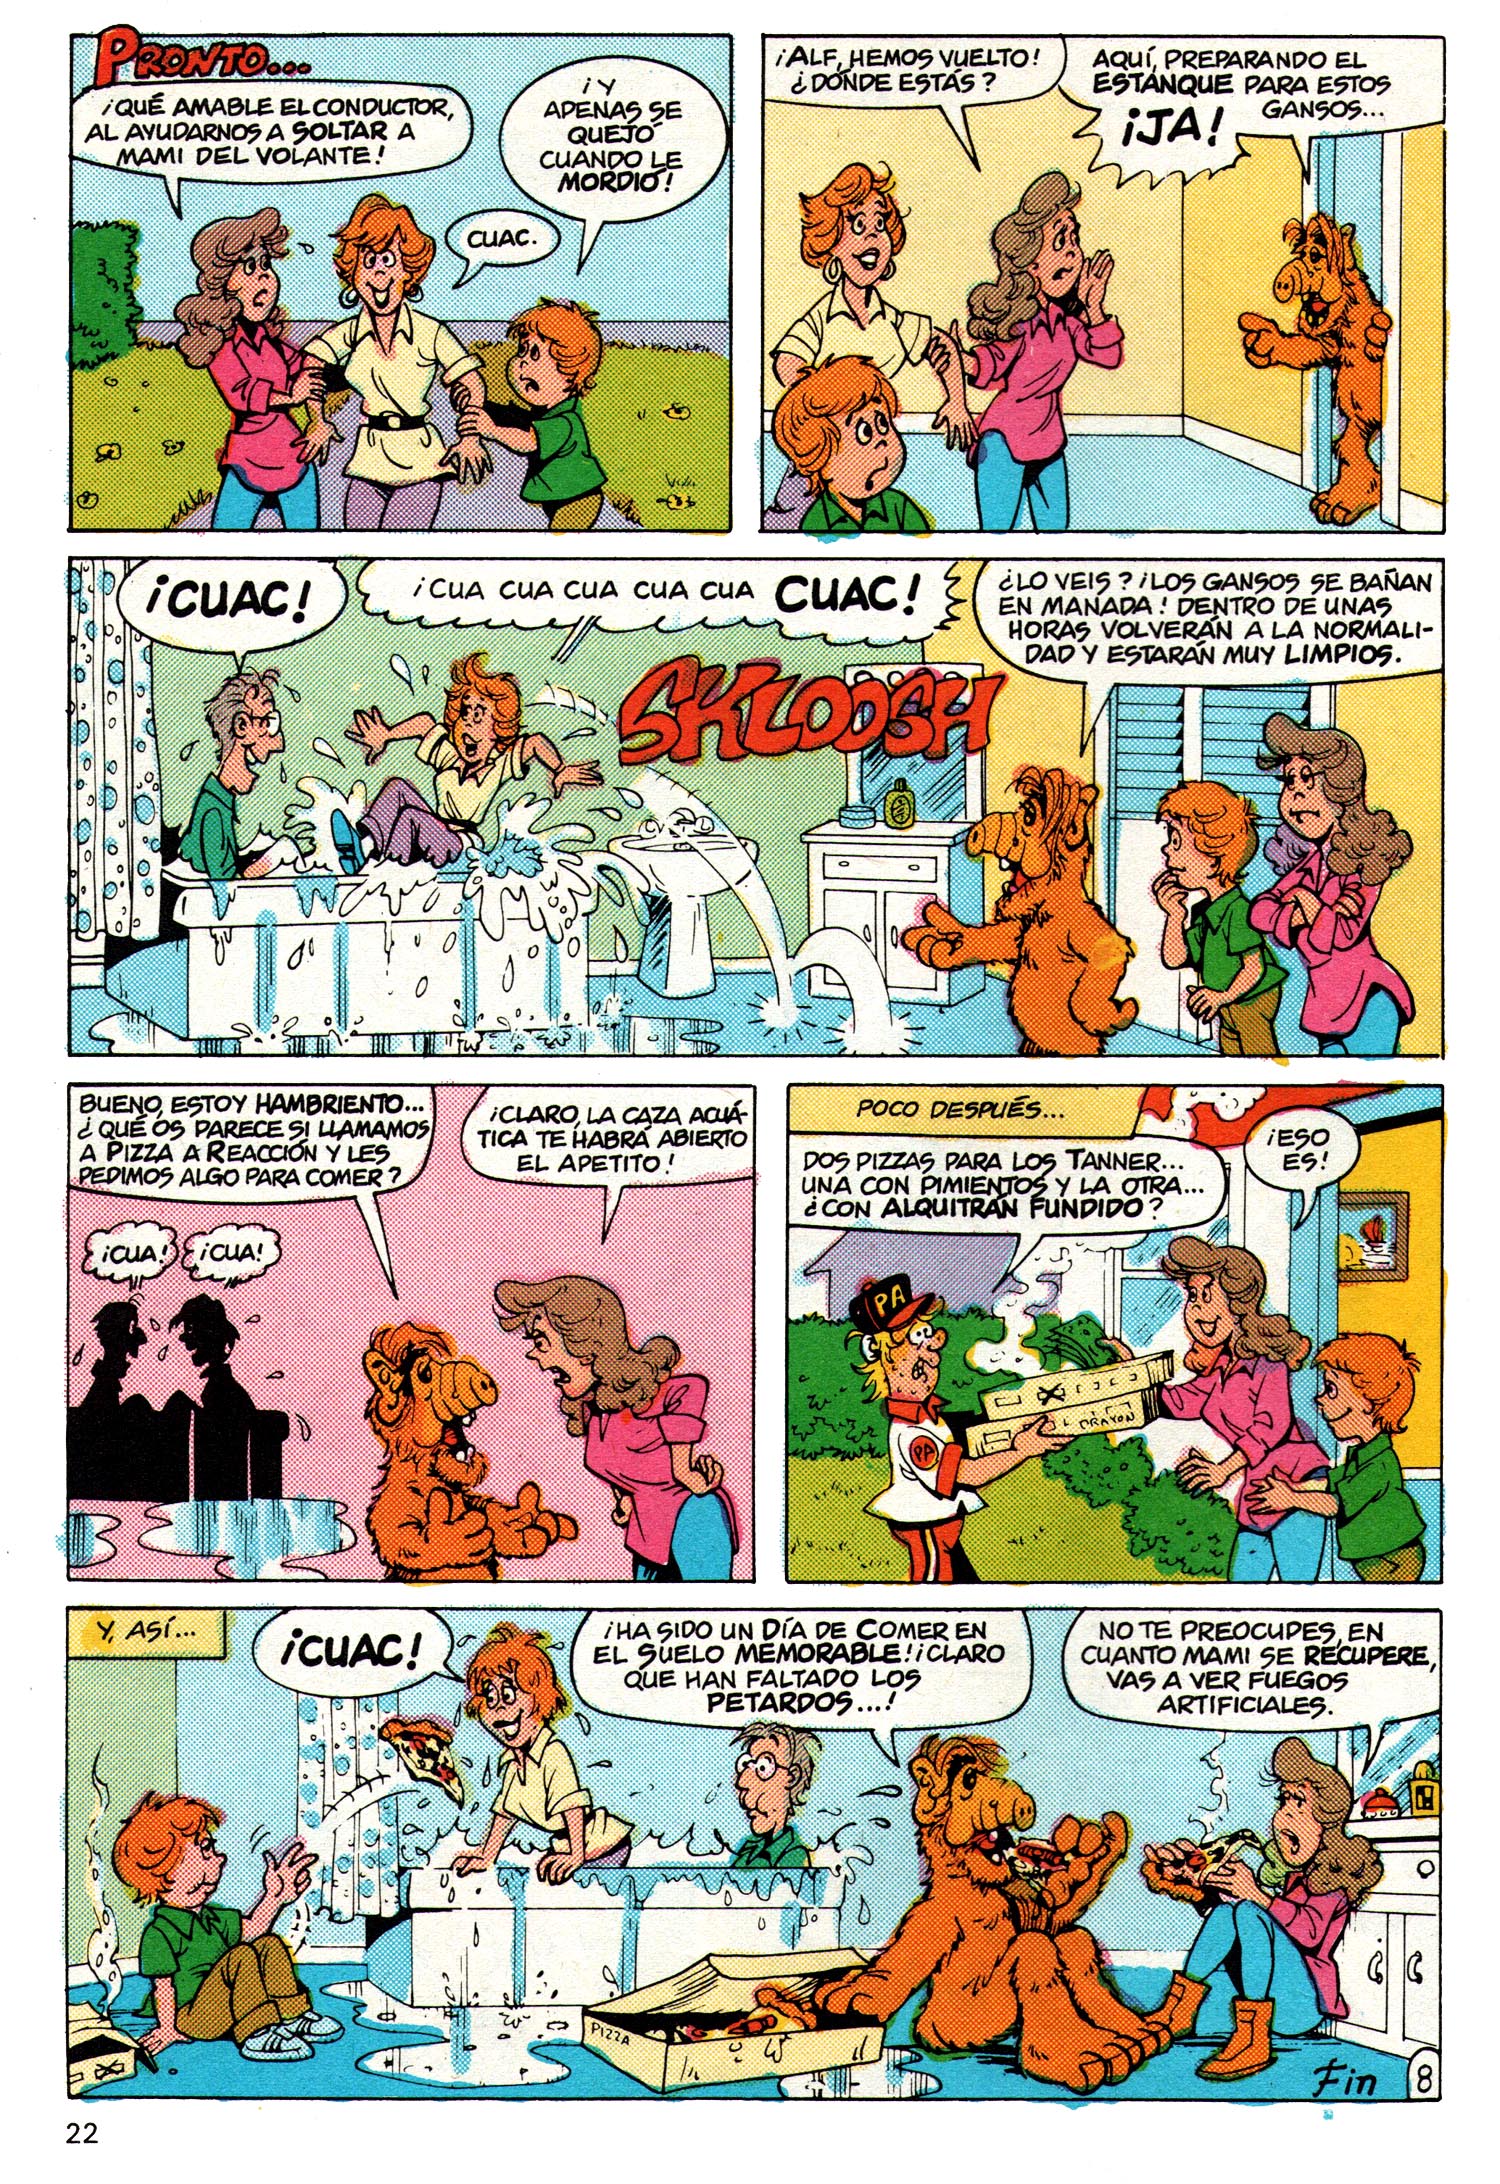 PRONTO...
¡QUÉ AMABLE EL CONDUCTOR,
AL AYUDARNOS A SOLTAR A
MAMI DEL VOLANTE!
¡Y
APENAS SE
QUEJÓ
CUANDO LE
MORDIÓ!
CUAC.
¡ALF, HEMOS VUELTO!
¿DÓNDE ESTÁS?
AQUÍ, PREPARANDO EL
ESTANQUE PARA ESTOS
GANSOS...
¡JA!
¡CUAC!
¡CUA CUA CUA CUA CUA CUAC!
SKLOOSH
¿LO VEIS? ¡LOS GANSOS SE BAÑAN
EN MANADA! DENTRO DE UNAS
HORAS VOLVERÁN A LA NORMALI-
DAD Y ESTARÁN MUY LIMPIOS.
BUENO, ESTOY HAMBRIENTO...
¿QUÉ OS PARECE SI LLAMAMOS
A PIZZA A REACCIÓN Y LES
PEDIMOS ALGO PARA COMER?
¡CLARO, LA CAZA ACUÁ-
TICA TE HABRÁ ABIERTO
EL APETITO!
¡CUA!
¡CUA!
POCO DESPUÉS...
DOS PIZZAS PARA LOS TANNER...
UNA CON PIMIENTOS Y LA OTRA...
¿CON ALQUITRÁN FUNDIDO?
¡ESO
ES!
PA
PA
CRAYON
Y, ASÍ...
¡CUAC!
¡HA SIDO UN DÍA DE COMER EN
EL SUELO MEMORABLE! ¡CLARO
QUE HAN FALTADO LOS
PETARDOS...!
NO TE PREOCUPES, EN
CUANTO MAMI SE RECUPERE,
VAS A VER FUEGOS
ARTIFICIALES.
PIZZA
Fin
8
22